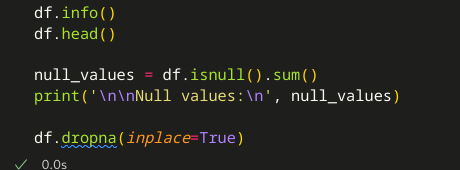 df.info()
df.head()
null_values = df.isnull().sum()
print('\n\nNull values:\n', null_values)
df.dropna(inplace=True)
0.0s